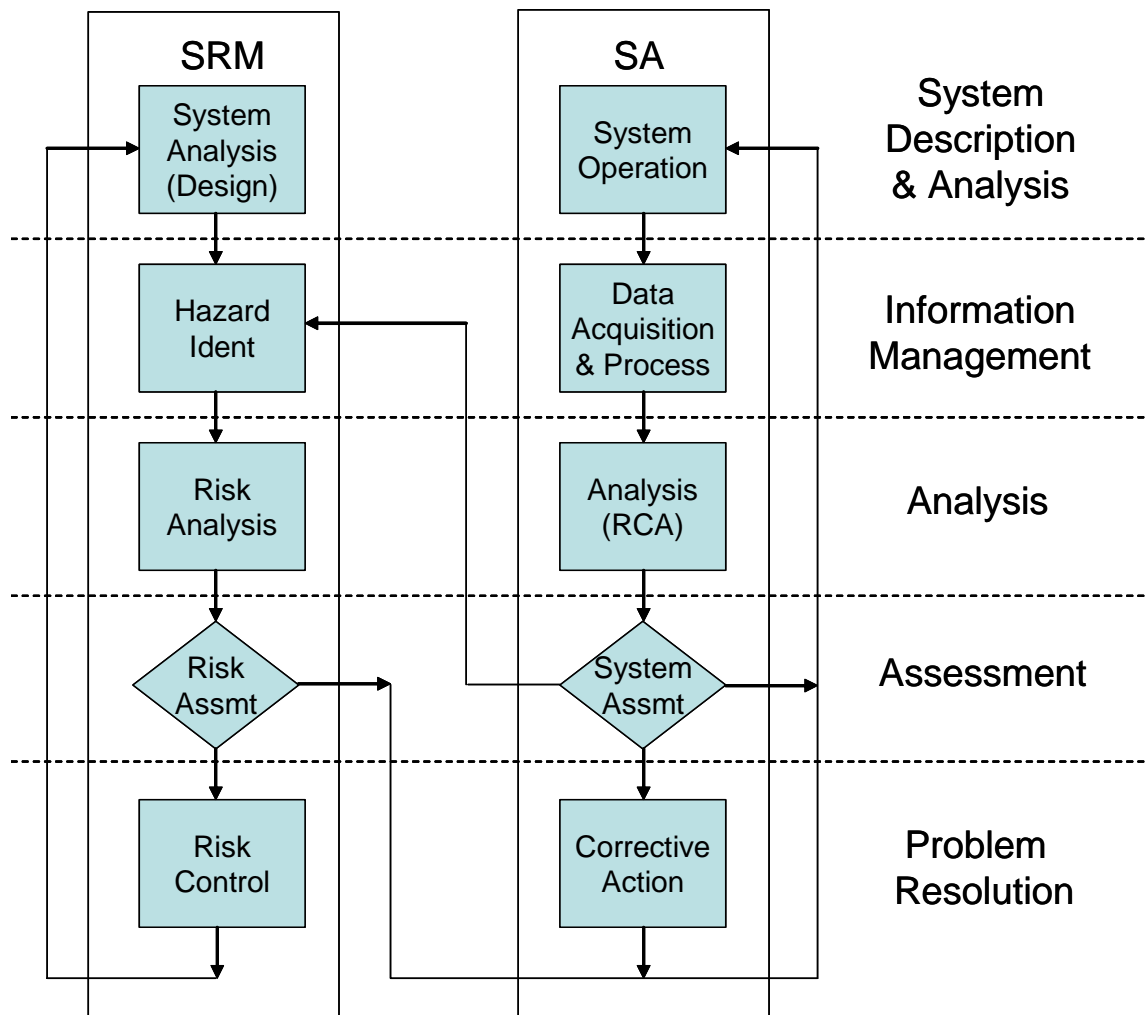 SRM
SA
System
Analysis
(Design)
System
Operation
System
Description
& Analysis
Hazard
Ident
Data
Acquisition
& Process
Information
Management
Risk
Analysis
Analysis
(RCA)
Analysis
Risk
Assmt
System
Assmt
Assessment
Risk
Control
Corrective
Action
Problem
Resolution